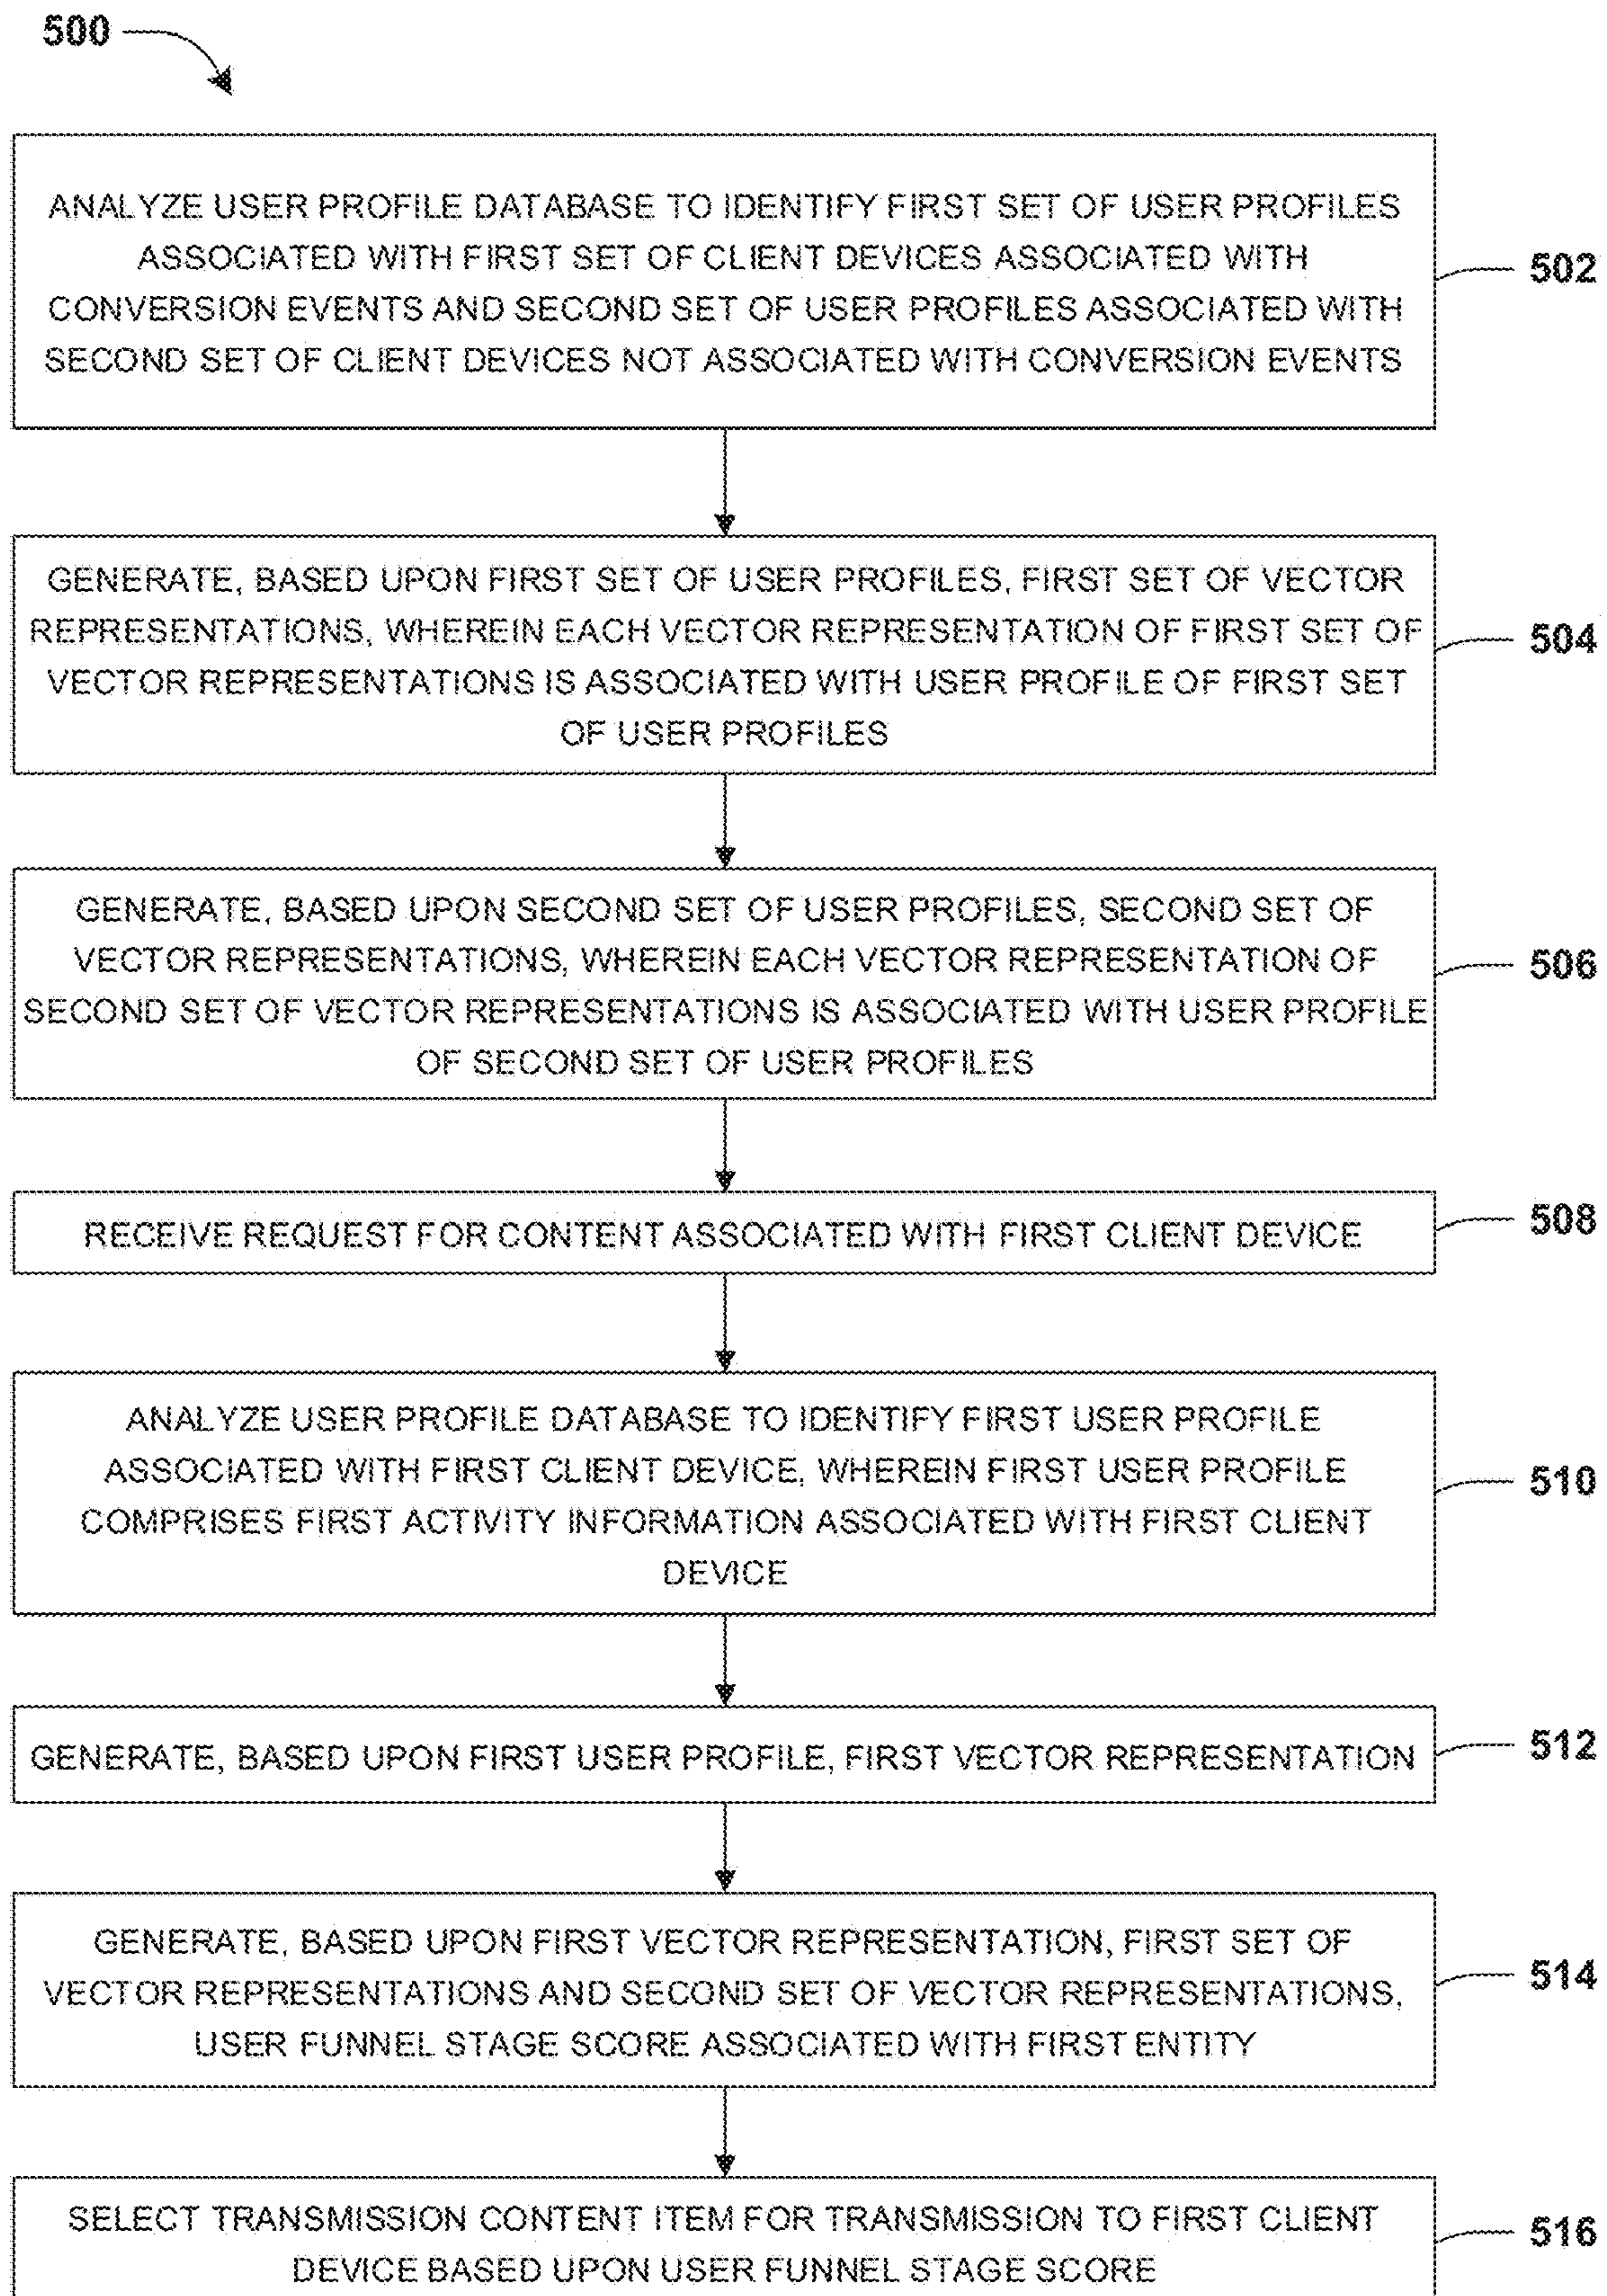 500
ANALYZE USER PROFILE DATABASE TO IDENTIFY FIRST SET OF USER PROFILES
ASSOCIATED WITH FIRST SET OF CLIENT DEVICES ASSOCIATED WITH
CONVERSION EVENTS AND SECOND SET OF USER PROFILES ASSOCIATED WITH
SECOND SET OF CLIENT DEVICES NOT ASSOCIATED WITH CONVERSION EVENTS
502
GENERATE, BASED UPON FIRST SET OF USER PROFILES, FIRST SET OF VECTOR
REPRESENTATIONS, WHEREIN EACH VECTOR REPRESENTATION OF FIRST SET OF
VECTOR REPRESENTATIONS IS ASSOCIATED WITH USER PROFILE OF FIRST SET
OF USER PROFILES
504
GENERATE, BASED UPON SECOND SET OF USER PROFILES, SECOND SET OF
VECTOR REPRESENTATIONS, WHEREIN EACH VECTOR REPRESENTATION OF
SECOND SET OF VECTOR REPRESENTATIONS IS ASSOCIATED WITH USER PROFILE
OF SECOND SET OF USER PROFILES
506
RECEIVE REQUEST FOR CONTENT ASSOCIATED WITH FIRST CLIENT DEVICE
508
ANALYZE USER PROFILE DATABASE TO IDENTIFY FIRST USER PROFILE
ASSOCIATED WITH FIRST CLIENT DEVICE, WHEREIN FIRST USER PROFILE
COMPRISES FIRST ACTIVITY INFORMATION ASSOCIATED WITH FIRST CLIENT
DEVICE
510
GENERATE, BASED UPON FIRST USER PROFILE, FIRST VECTOR REPRESENTATION
512
GENERATE, BASED UPON FIRST VECTOR REPRESENTATION, FIRST SET OF
VECTOR REPRESENTATIONS AND SECOND SET OF VECTOR REPRESENTATIONS,
USER FUNNEL STAGE SCORE ASSOCIATED WITH FIRST ENTITY
514
SELECT TRANSMISSION CONTENT ITEM FOR TRANSMISSION TO FIRST CLIENT
DEVICE BASED UPON USER FUNNEL STAGE SCORE
516